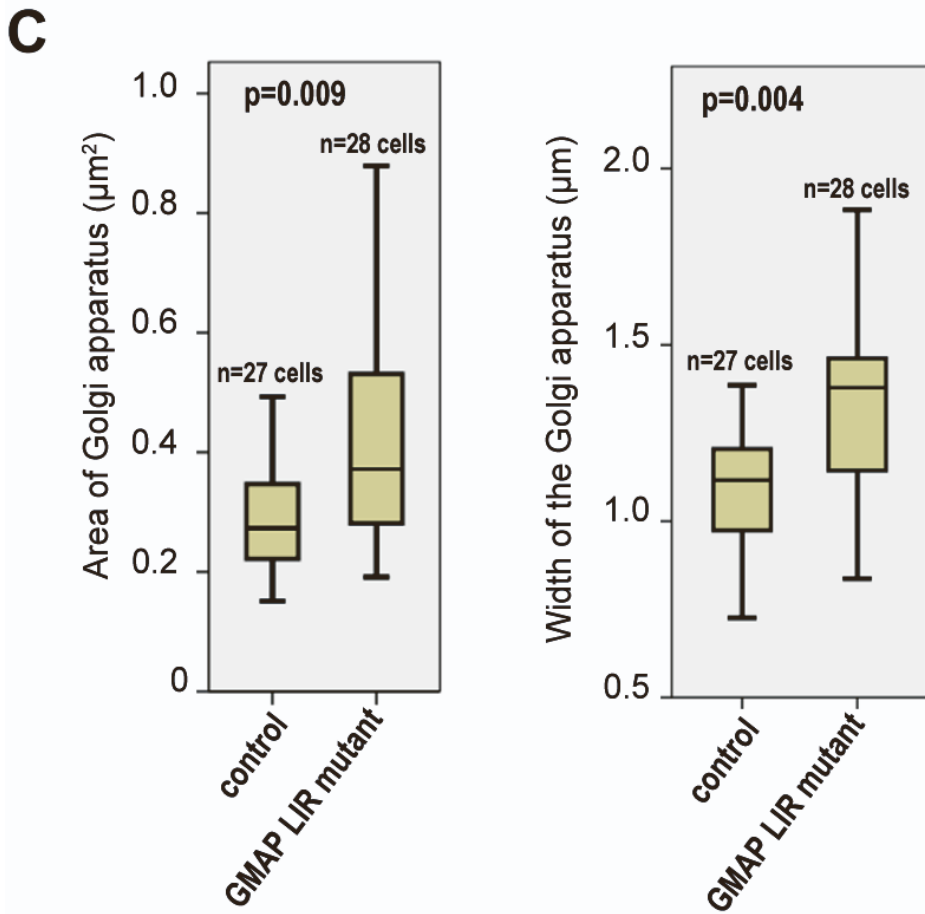 C
Area of Golgi apparatus (µm²)
1.0
0.8
0.6
0.4
0.2
0
p=0.009
n=28 cells
n=27 cells
control
GMAP LIR mutant
Width of the Golgi apparatus (µm)
2.0
1.5
1.0
0.5
p=0.004
n=28 cells
n=27 cells
control
GMAP LIR mutant